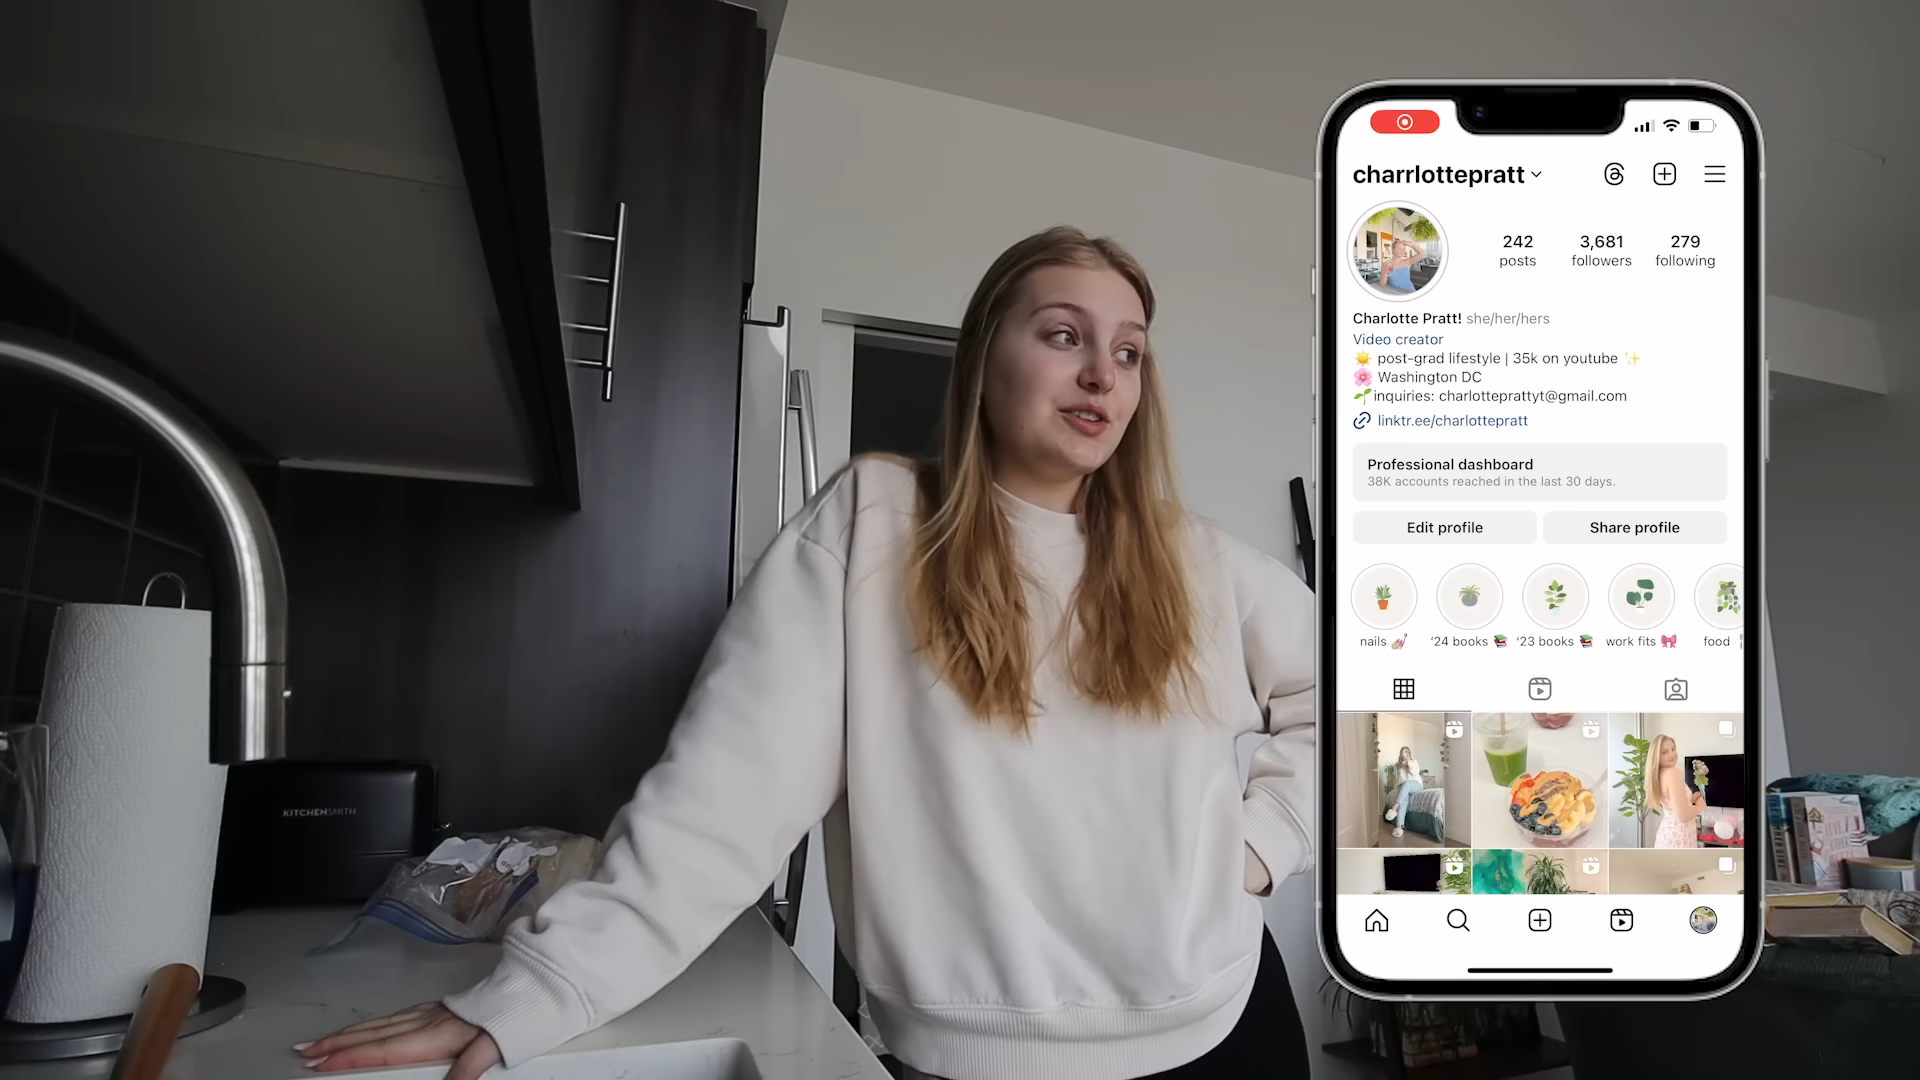 charrlottepratt
242
posts
3,681
followers
279
following
Charlotte Pratt! she/her/hers
Video creator
☀️ post-grad lifestyle | 35k on youtube ✨
🌸 Washington DC
🌱inquiries: charlotteprattyt@gmail.com
linktr.ee/charlottepratt
Professional dashboard
38K accounts reached in the last 30 days.
Edit profile
Share profile
nails 💅
'24 books 📚
'23 books 📚
work fits 🎀
food
KITCHENSMITH